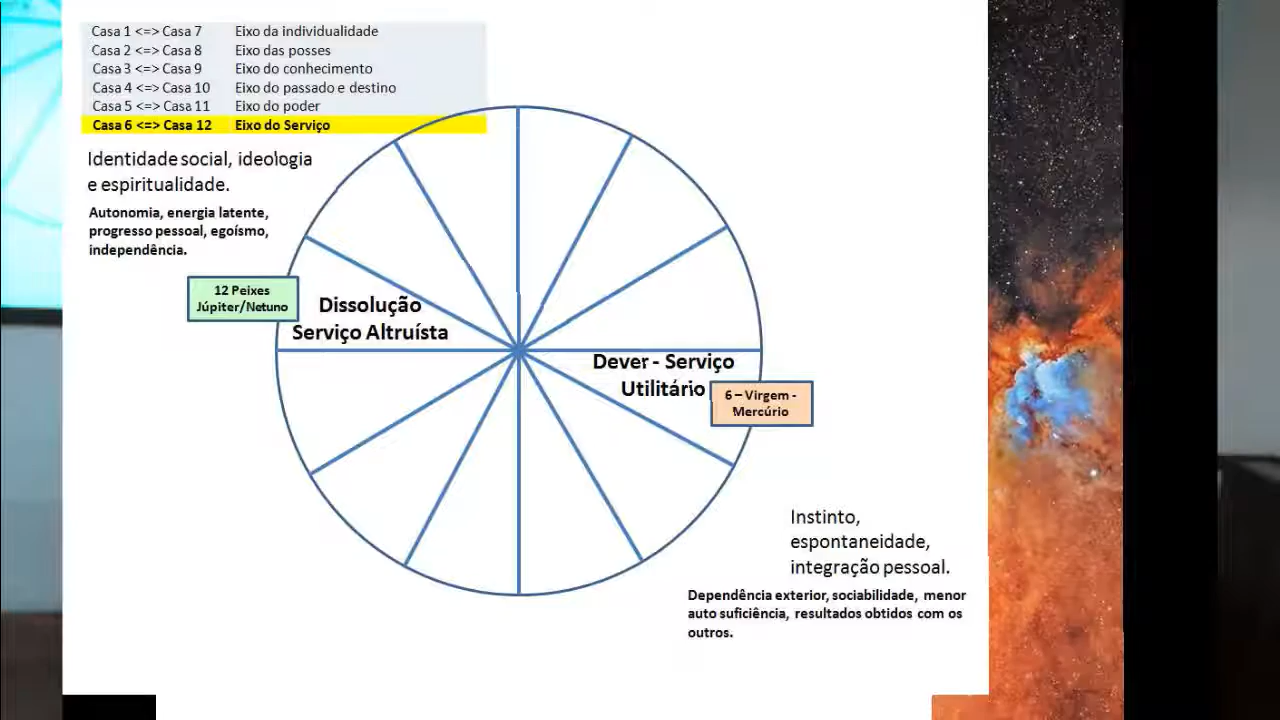 Casa 1 <=> Casa 7 Eixo da individualidade
Casa 2 <=> Casa 8 Eixo das posses
Casa 3 <=> Casa 9 Eixo do conhecimento
Casa 4 <=> Casa 10 Eixo do passado e destino
Casa 5 <=> Casa 11 Eixo do poder
Casa 6 <=> Casa 12 Eixo do Serviço
Identidade social, ideologia
e espiritualidade.
Autonomia, energia latente,
progresso pessoal, egoísmo,
independência.
12 Peixes
Júpiter/Netuno
Dissolução
Serviço Altruísta
Dever - Serviço
Utilitário
6 – Virgem -
Mercúrio
Instinto,
espontaneidade,
integração pessoal.
Dependência exterior, sociabilidade, menor
auto suficiência, resultados obtidos com os
outros.